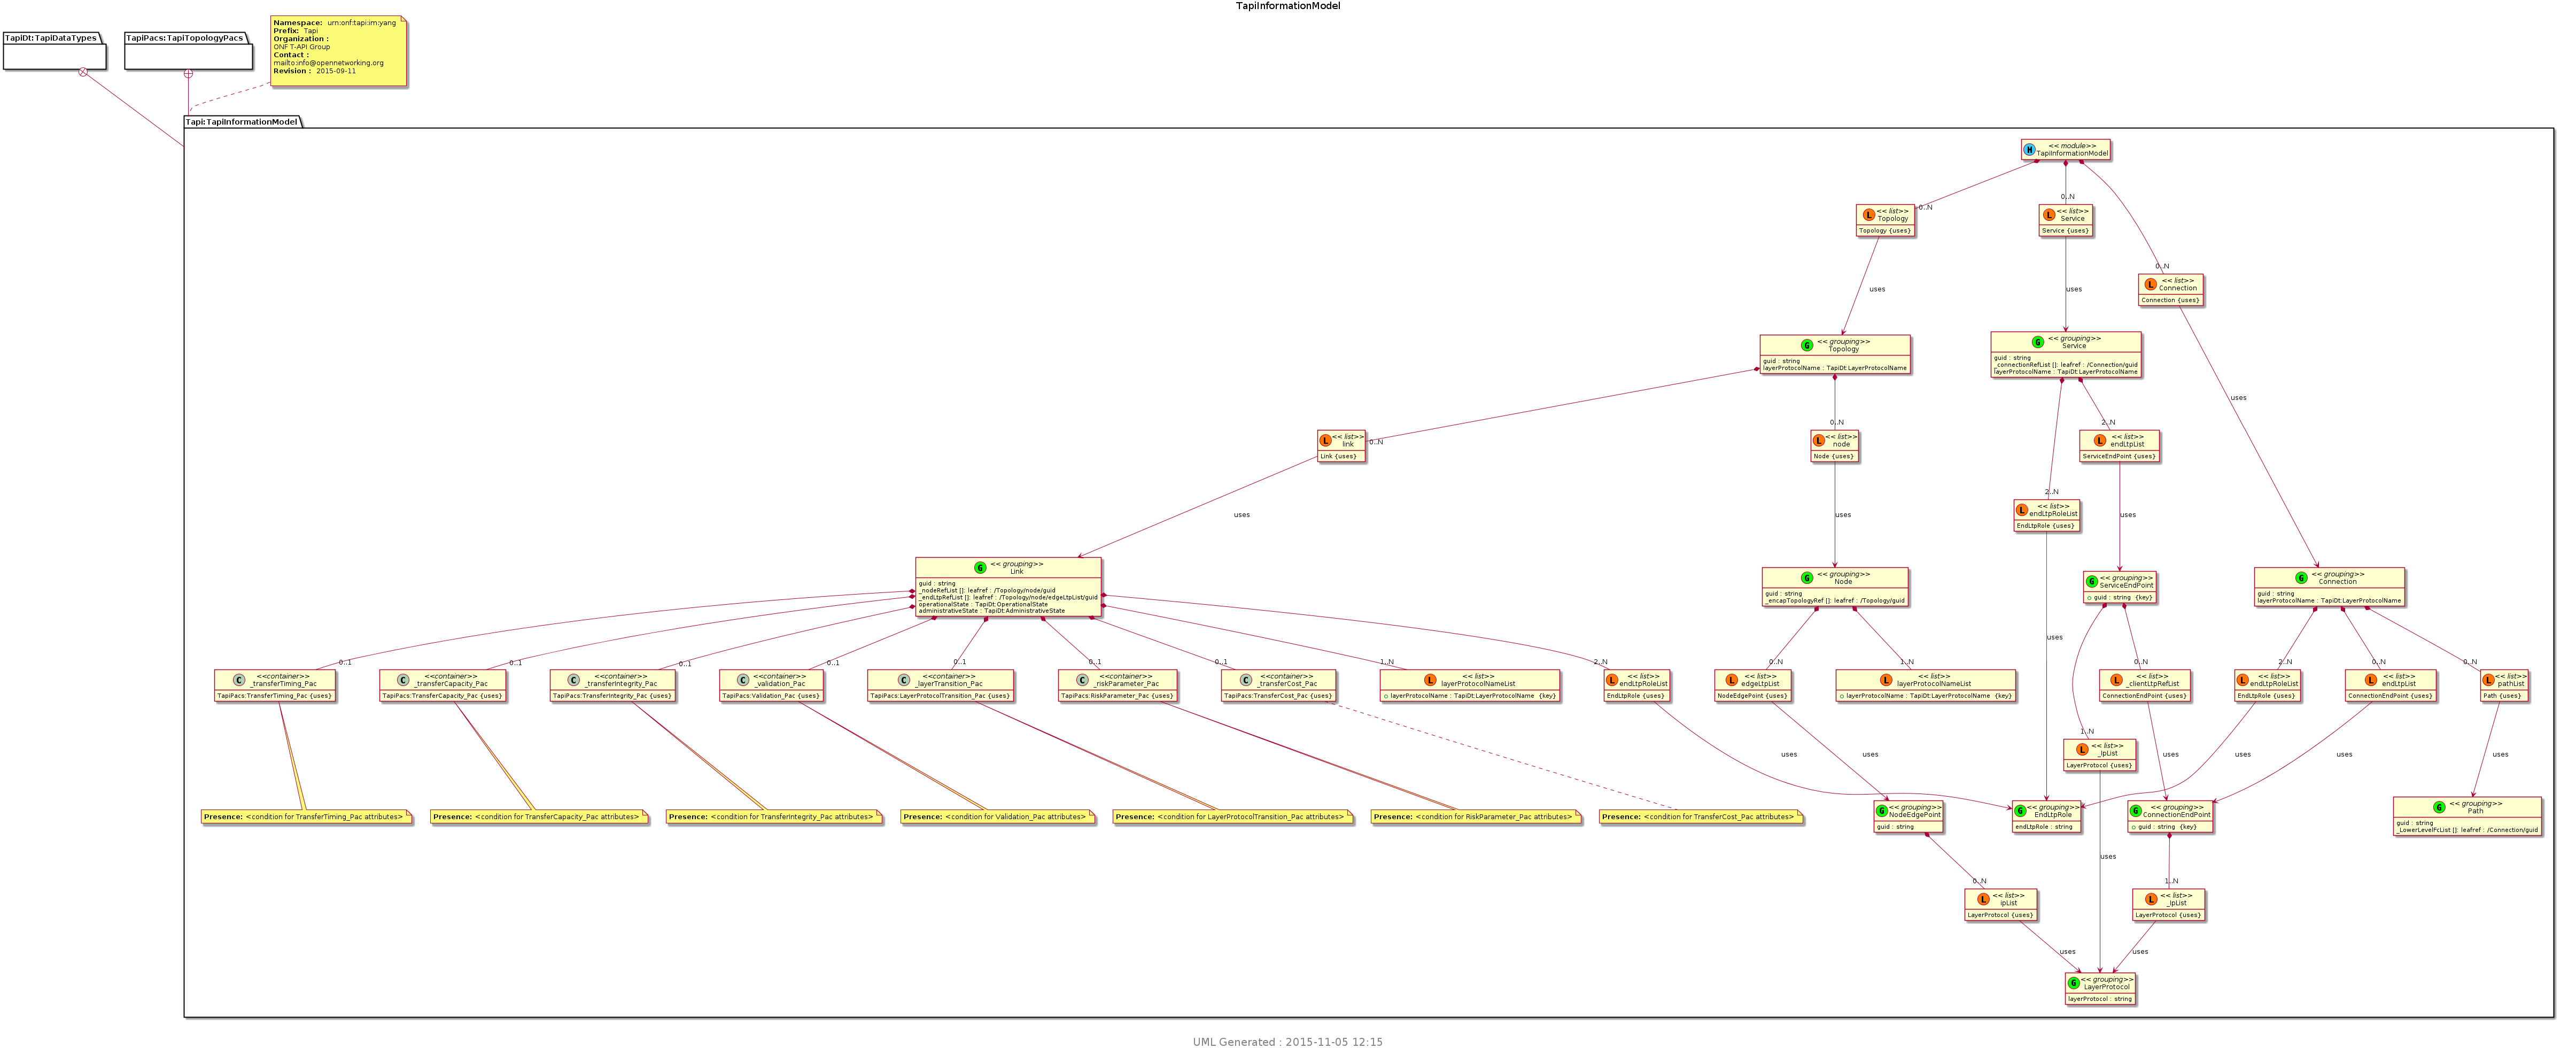 TapiInformationModel
TapiDt:TapiDataTypes
TapiPacs:TapiTopologyPacs
Namespace: urn:onf:tapi:im:yang
Prefix: Tapi
Organization :
ONF T-API Group
Contact :
mailto:info@opennetworking.org
Revision : 2015-09-11
Tapi:TapiInformationModel
M
<< module>>
TapiInformationModel
0..N
0..N
0..N
L
<< list>>
Topology
Topology {uses}
L
<< list>>
Service
Service {uses}
L
<< list>>
Connection
Connection {uses}
uses
uses
uses
G
<< grouping>>
Topology
guid : string
layerProtocolName : TapiDt:LayerProtocolName
G
<< grouping>>
Service
guid : string
_connectionRefList []: leafref : /Connection/guid
layerProtocolName : TapiDt:LayerProtocolName
0..N
0..N
2..N
2..N
L
<< list>>
link
Link {uses}
L
<< list>>
node
Node {uses}
L
<< list>>
endLtpList
ServiceEndPoint {uses}
L
<< list>>
endLtpRoleList
EndLtpRole {uses}
uses
uses
uses
G
<< grouping>>
Link
guid : string
_nodeRefList []: leafref : /Topology/node/guid
_endLtpRefList []: leafref : /Topology/node/edgeLtpList/guid
operationalState : TapiDt:OperationalState
administrativeState : TapiDt:AdministrativeState
G
<< grouping>>
Node
guid : string
_encapTopologyRef []: leafref : /Topology/guid
G
<< grouping>>
ServiceEndPoint
guid : string {key}
G
<< grouping>>
Connection
guid : string
layerProtocolName : TapiDt:LayerProtocolName
uses
0..1
0..1
0..1
0..1
0..1
0..1
0..1
1..N
2..N
0..N
1..N
0..N
2..N
0..N
0..N
C
<<container>>
_transferTiming_Pac
TapiPacs:TransferTiming_Pac {uses}
C
<<container>>
_transferCapacity_Pac
TapiPacs:TransferCapacity_Pac {uses}
C
<<container>>
_transferIntegrity_Pac
TapiPacs:TransferIntegrity_Pac {uses}
C
<<container>>
_validation_Pac
TapiPacs:Validation_Pac {uses}
C
<<container>>
_layerTransition_Pac
TapiPacs:LayerProtocolTransition_Pac {uses}
C
<<container>>
_riskParameter_Pac
TapiPacs:RiskParameter_Pac {uses}
C
<<container>>
_transferCost_Pac
TapiPacs:TransferCost_Pac {uses}
L
<< list>>
layerProtocolNameList
layerProtocolName : TapiDt:LayerProtocolName {key}
L
<< list>>
endLtpRoleList
EndLtpRole {uses}
L
<< list>>
edgeLtpList
NodeEdgePoint {uses}
L
<< list>>
layerProtocolNameList
layerProtocolName : TapiDt:LayerProtocolName {key}
L
<< list>>
_clientLtpRefList
ConnectionEndPoint {uses}
L
<< list>>
endLtpRoleList
EndLtpRole {uses}
L
<< list>>
endLtpList
ConnectionEndPoint {uses}
L
<< list>>
pathList
Path {uses}
1..N
L
<< list>>
_lpList
LayerProtocol {uses}
uses
uses
uses
uses
uses
uses
Presence: <condition for TransferTiming_Pac attributes>
Presence: <condition for TransferCapacity_Pac attributes>
Presence: <condition for TransferIntegrity_Pac attributes>
Presence: <condition for Validation_Pac attributes>
Presence: <condition for LayerProtocolTransition_Pac attributes>
Presence: <condition for RiskParameter_Pac attributes>
Presence: <condition for TransferCost_Pac attributes>
G
<< grouping>>
NodeEdgePoint
guid : string
G
<< grouping>>
EndLtpRole
endLtpRole : string
G
<< grouping>>
ConnectionEndPoint
guid : string {key}
G
<< grouping>>
Path
guid : string
_LowerLevelFcList []: leafref : /Connection/guid
uses
0..N
1..N
L
<< list>>
ipList
LayerProtocol {uses}
L
<< list>>
_lpList
LayerProtocol {uses}
uses
uses
G
<< grouping>>
LayerProtocol
layerProtocol : string
UML Generated : 2015-11-05 12:15